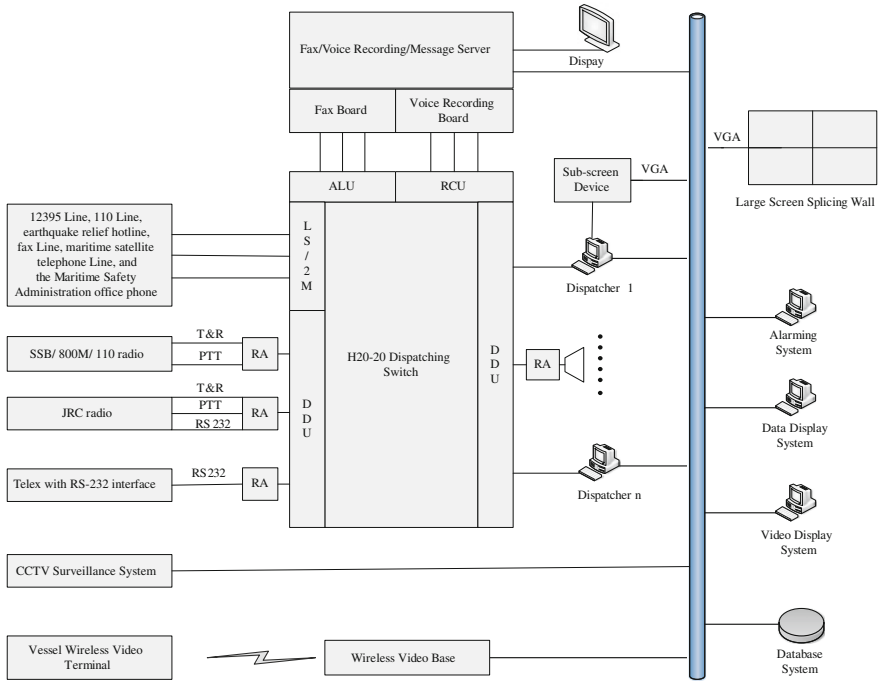 Fax/Voice Recording/Message Server
Dispay
Fax Board
Voice Recording
Board
VGA
ALU
RCU
Sub-screen
Device
VGA
Large Screen Splicing Wall
12395 Line, 110 Line,
earthquake relief hotline,
fax Line, maritime satellite
telephone Line, and
the Maritime Safety
Administration office phone
L
S
/
2
M
Dispatcher 1
SSB/ 800M/ 110 radio
T&R
PTT
RA
H20-20 Dispatching
Switch
D
D
U
RA
Alarming
System
JRC radio
T&R
PTT
RS 232
RA
D
D
U
Data Display
System
Telex with RS-232 interface
RS232
RA
Dispatcher n
Video Display
System
CCTV Surveillance System
Vessel Wireless Video
Terminal
Wireless Video Base
Database
System